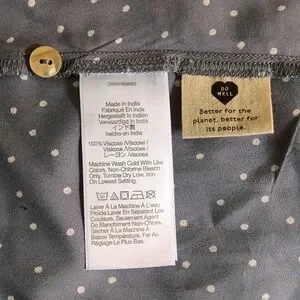 Made In India
Fabriqué En Inde
Hergestellt In Indien
Vervaardigd In India
インド製
hecho en India
100% Viscose/Viscose
Viskose/Viscose/
レーヨン/ Viscosa
Machine Wash Cold With Like
Colors. Non-Chlorine Bleach
Only. Tumble Dry Low. Iron
On Lowest Setting.
Laver À La Machine À L'eau
Froide. Laver En Séparant Les
Couleurs. Utiliser Seulement
De Blanchiment Non-Chlore.
Sécher À La Machine À
Basse Température. Fer Au
Réglage Le Plus Bas.
DO
WELL
Better for the
planet, better for
its people.